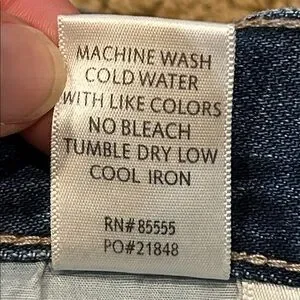 MACHINE WASH
COLD WATER
WITH LIKE COLORS
NO BLEACH
TUMBLE DRY LOW
COOL IRON
RN# 85555
PO#21848